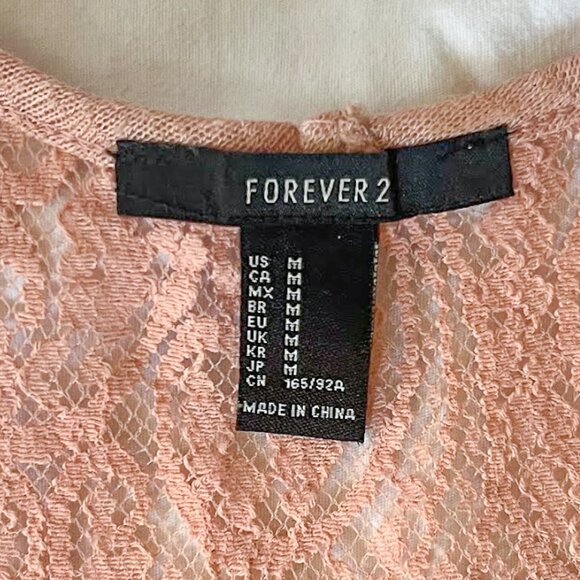 FOREVER 2
US M
CA M
MX M
BR M
EU M
UK M
KR M
JP M
CN 165/92A
MADE IN CHINA